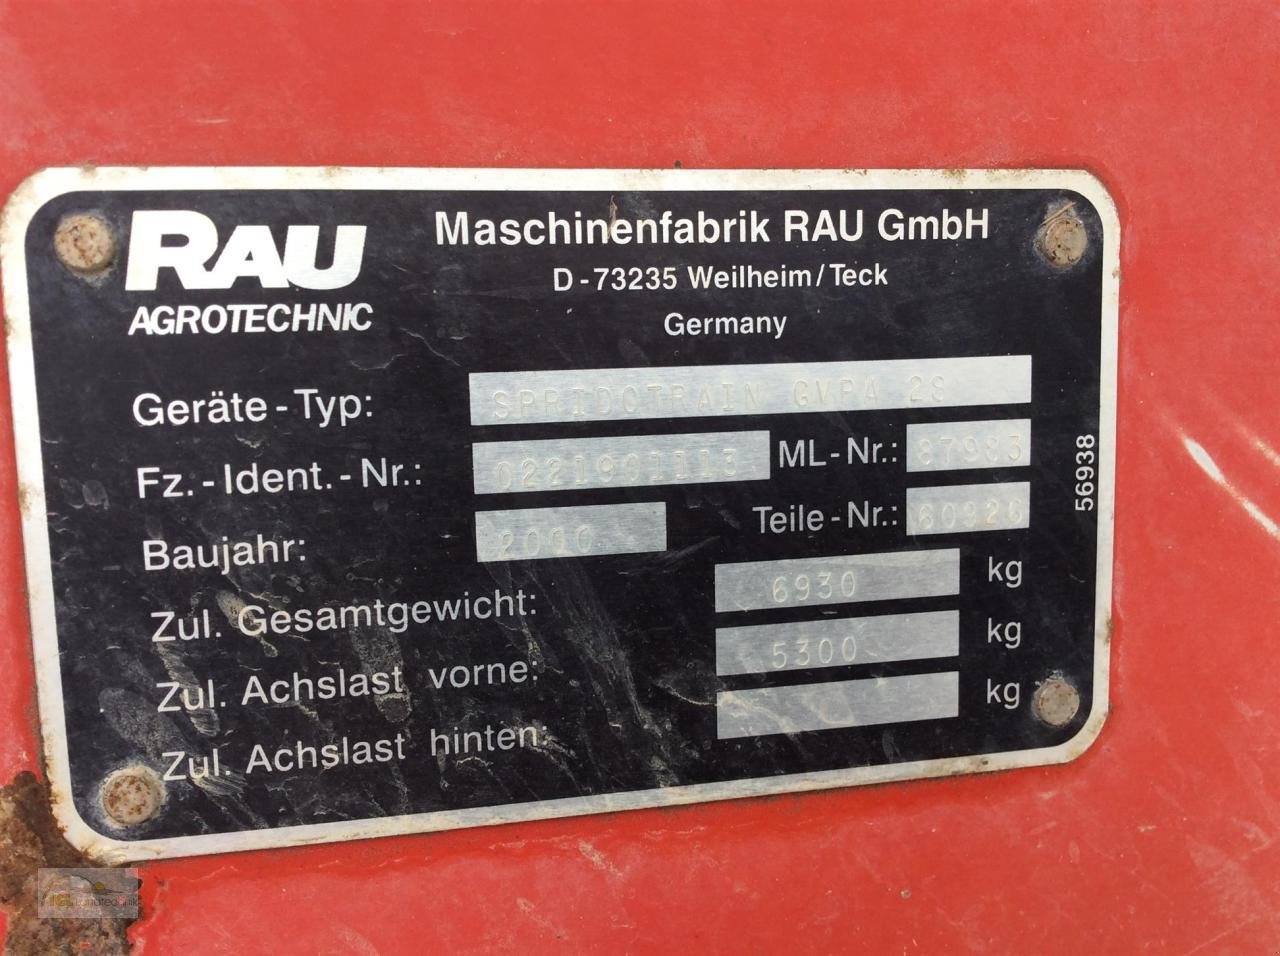 RAU
AGROTECHNIC
Maschinenfabrik RAU GmbH
D-73235 Weilheim/Teck
Germany
Geräte-Typ: SPRIDOTRAIN GVPA 2S
Fz.-Ident.-Nr.: 0221901113 ML-Nr.: 87983
Baujahr: 2000 Teile-Nr.: 60926
Zul. Gesamtgewicht: 6930 kg
Zul. Achslast vorne: 5300 kg
Zul. Achslast hinten: kg
56938
Landtechnik